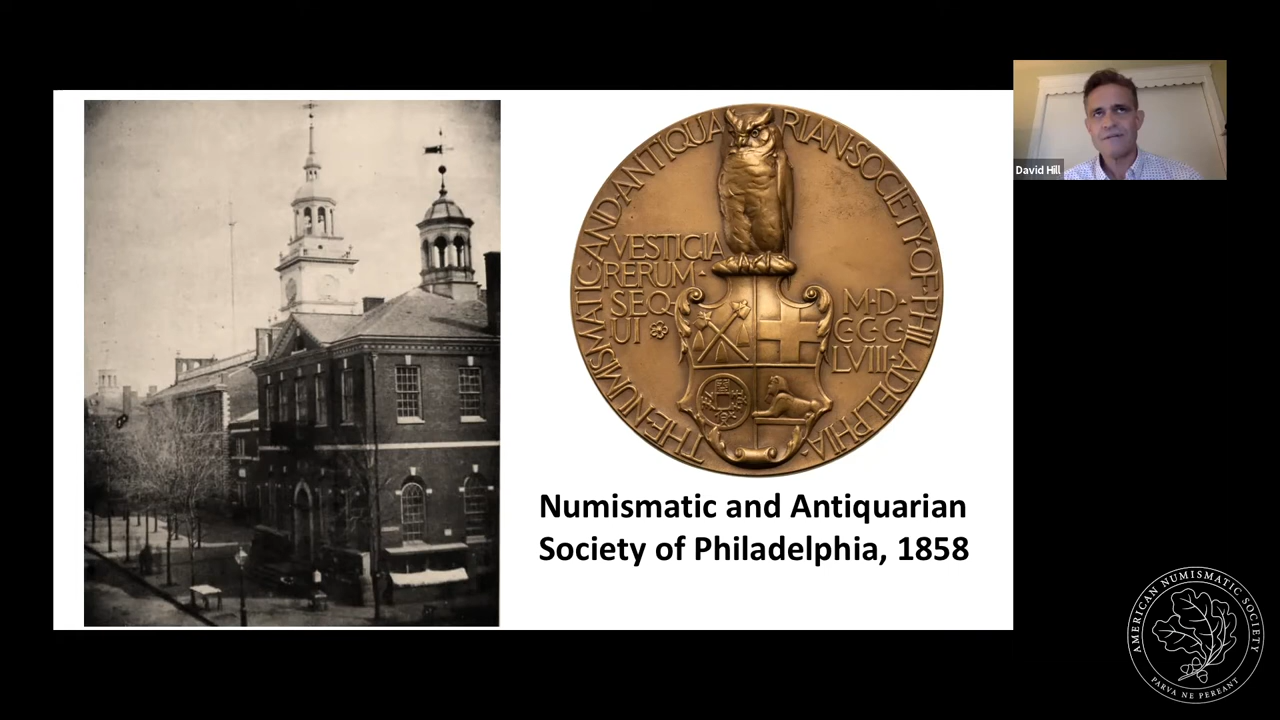 THE·NUMISMATIC·AND·ANTIQUARIAN·SOCIETY·OF·PHILADELPHIA·
VESTIGIA
RERUM·
SEQ-
UI
M·D·
CCC
LVIII·
Numismatic and Antiquarian
Society of Philadelphia, 1858
David Hill
AMERICAN NUMISMATIC SOCIETY
PARVA NE PEREANT